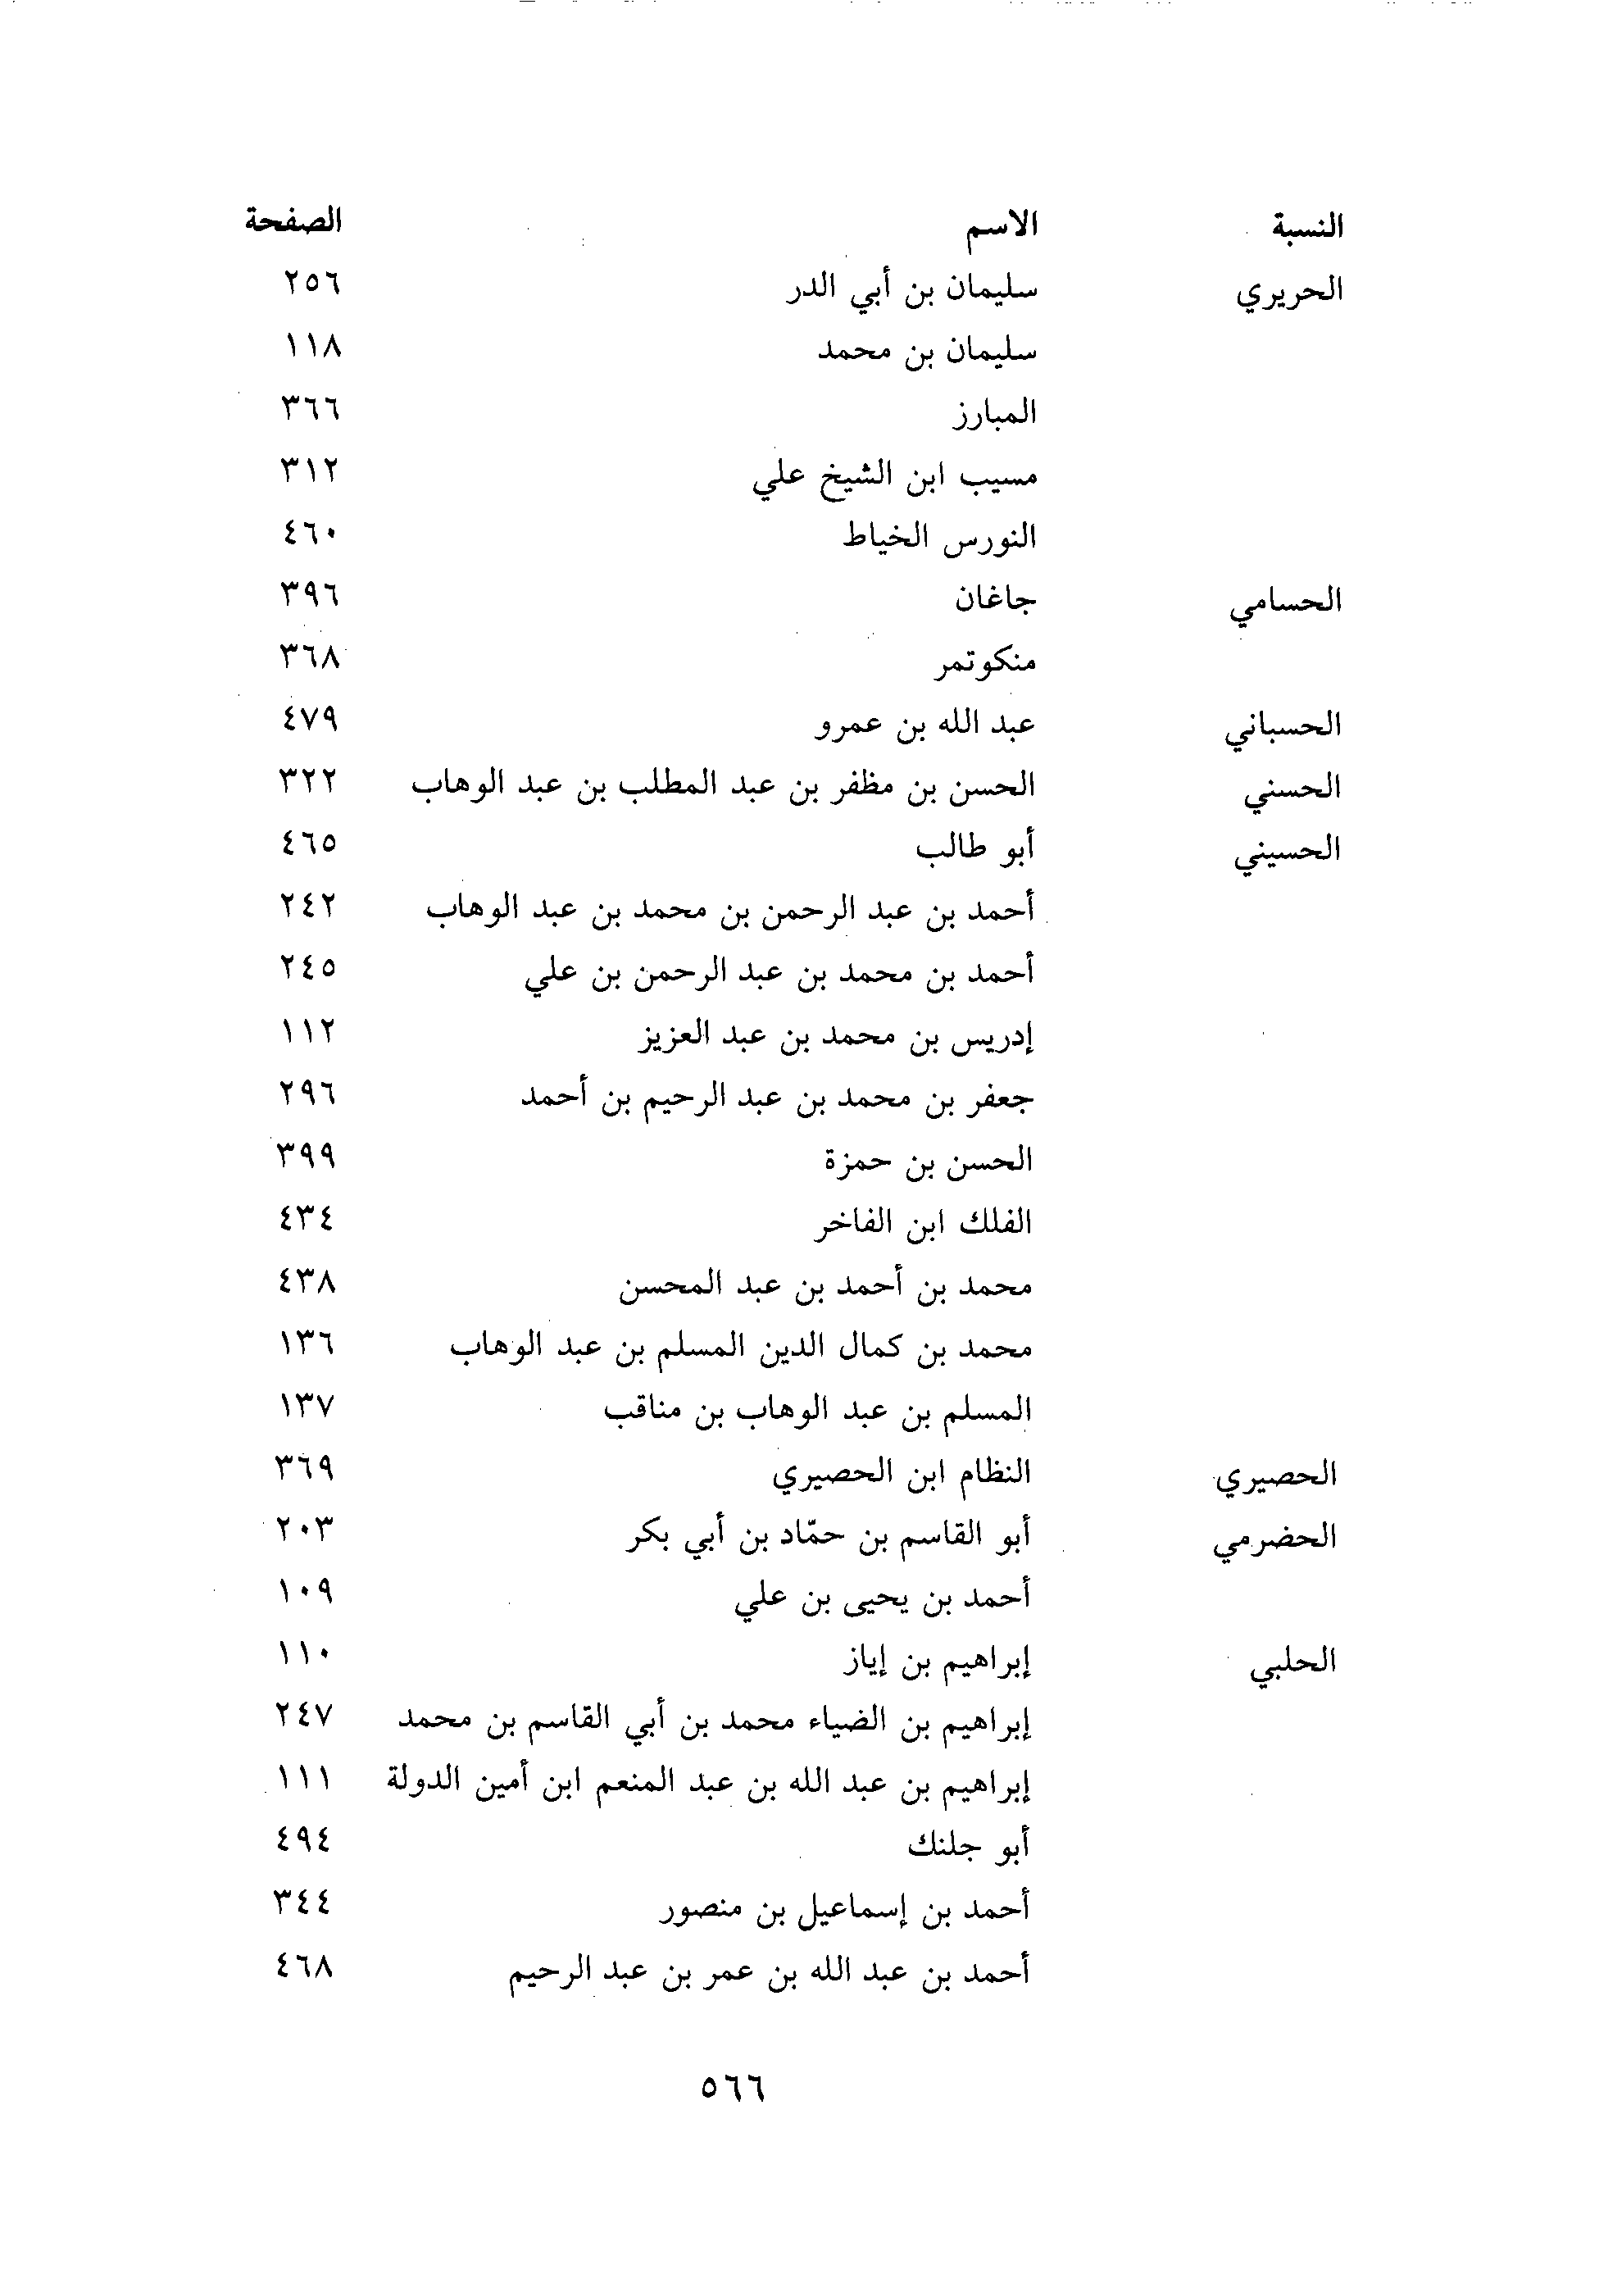 النسبة الاسم الصفحة
الحريري سليمان بن أبي الدر ٢٥٦
سليمان بن محمد ١١٨
المبارز ٣٦٦
مسيب ابن الشيخ علي ٣١٢
النورس الخياط ٤٦٠
الحسامي جاغان ٣٩٦
منكوتمر ٣٦٨
الحسباني عبد الله بن عمرو ٤٧٩
الحسني الحسن بن مظفر بن عبد المطلب بن عبد الوهاب ٣٢٢
الحسيني أبو طالب ٤٦٥
أحمد بن عبد الرحمن بن محمد بن عبد الوهاب ٢٤٢
أحمد بن محمد بن عبد الرحمن بن علي ٢٤٥
إدريس بن محمد بن عبد العزيز ١١٢
جعفر بن محمد بن عبد الرحيم بن أحمد ٢٩٦
الحسن بن حمزة ٣٩٩
الفلك ابن الفاخر ٤٣٤
محمد بن أحمد بن عبد المحسن ٤٣٨
محمد بن كمال الدين المسلم بن عبد الوهاب ١٣٦
المسلم بن عبد الوهاب بن مناقب ١٣٧
الحصيري النظام ابن الحصيري ٣٦٩
الحضرمي أبو القاسم بن حمّاد بن أبي بكر ٢٠٣
أحمد بن يحيى بن علي ١٠٩
الحلبي إبراهيم بن إياز ١١٠
إبراهيم بن الضياء محمد بن أبي القاسم بن محمد ٢٤٧
إبراهيم بن عبد الله بن عبد المنعم ابن أمين الدولة ١١١
أبو جلنك ٤٩٤
أحمد بن إسماعيل بن منصور ٣٤٤
أحمد بن عبد الله بن عمر بن عبد الرحيم ٤٦٨
٥٦٦